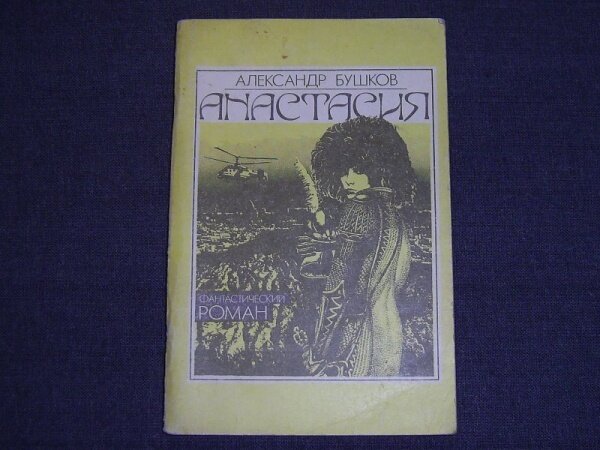 АЛЕКСАНДР БУШКОВ
АНАСТАСИЯ
ФАНТАСТИЧЕСКИЙ
РОМАН